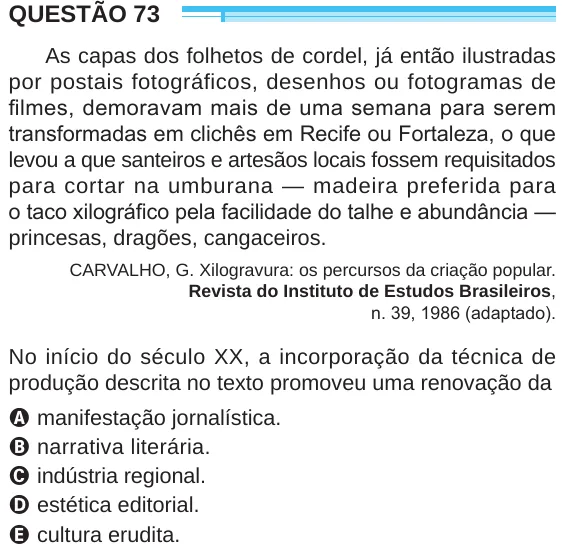 QUESTÃO 73
As capas dos folhetos de cordel, já então ilustradas
por postais fotográficos, desenhos ou fotogramas de
filmes, demoravam mais de uma semana para serem
transformadas em clichês em Recife ou Fortaleza, o que
levou a que santeiros e artesãos locais fossem requisitados
para cortar na umburana — madeira preferida para
o taco xilográfico pela facilidade do talhe e abundância —
princesas, dragões, cangaceiros.
CARVALHO, G. Xilogravura: os percursos da criação popular.
Revista do Instituto de Estudos Brasileiros,
n. 39, 1986 (adaptado).
No início do século XX, a incorporação da técnica de
produção descrita no texto promoveu uma renovação da
A manifestação jornalística.
B narrativa literária.
C indústria regional.
D estética editorial.
E cultura erudita.